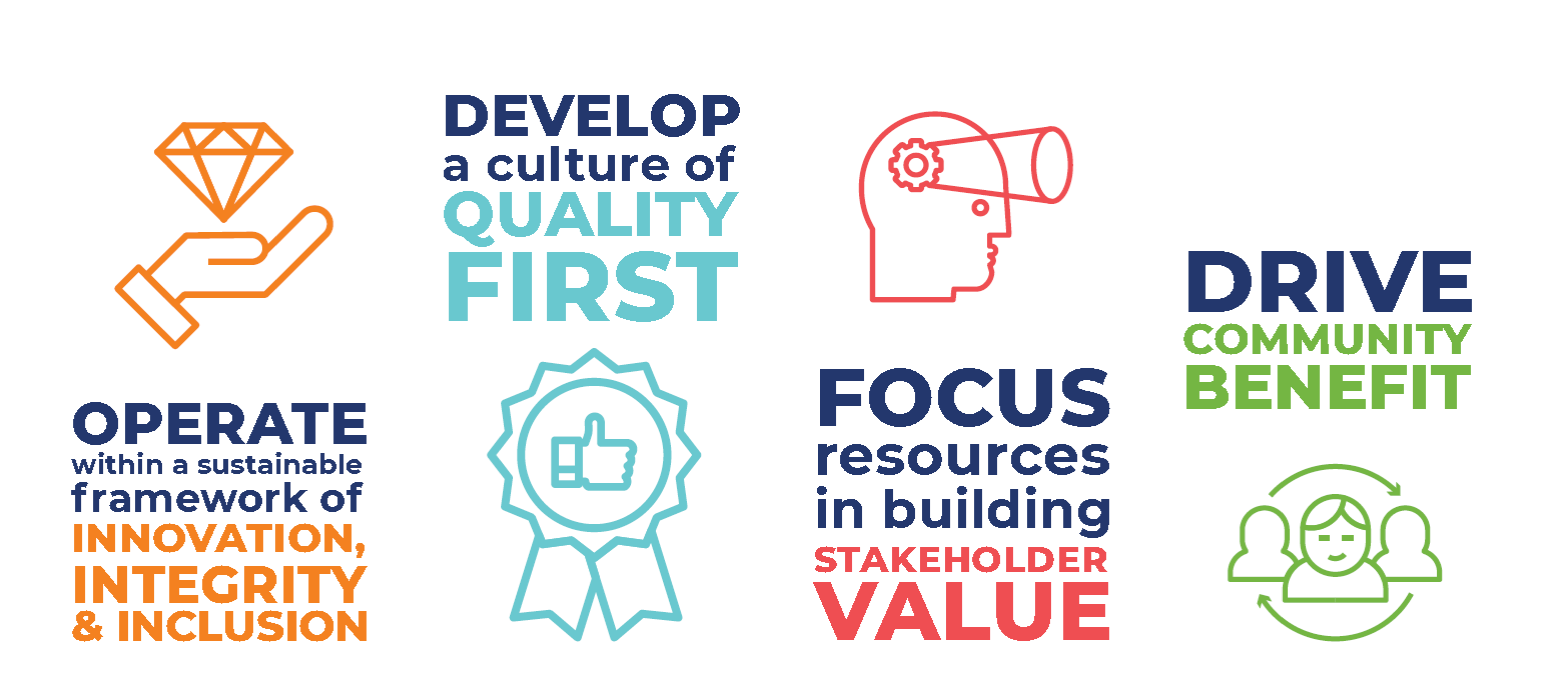 OPERATE
within a sustainable
framework of
INNOVATION,
INTEGRITY
& INCLUSION
DEVELOP
a culture of
QUALITY
FIRST
FOCUS
resources
in building
STAKEHOLDER
VALUE
DRIVE
COMMUNITY
BENEFIT